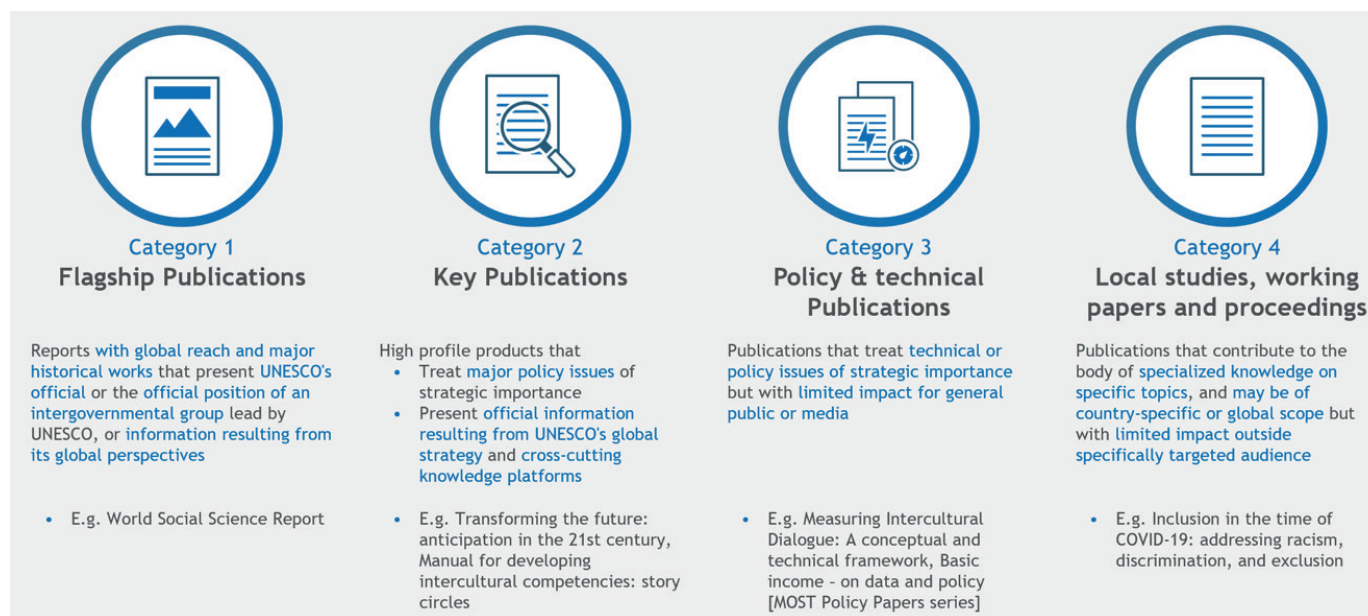 Category 1
Flagship Publications
Reports with global reach and major
historical works that present UNESCO's
official or the official position of an
intergovernmental group lead by
UNESCO, or information resulting from
its global perspectives
• E.g. World Social Science Report
Category 2
Key Publications
High profile products that
• Treat major policy issues of
strategic importance
• Present official information
resulting from UNESCO's global
strategy and cross-cutting
knowledge platforms
• E.g. Transforming the future:
anticipation in the 21st century,
Manual for developing
intercultural competencies: story
circles
Category 3
Policy & technical
Publications
Publications that treat technical or
policy issues of strategic importance
but with limited impact for general
public or media
• E.g. Measuring Intercultural
Dialogue: A conceptual and
technical framework, Basic
income - on data and policy
[MOST Policy Papers series]
Category 4
Local studies, working
papers and proceedings
Publications that contribute to the
body of specialized knowledge on
specific topics, and may be of
country-specific or global scope but
with limited impact outside
specifically targeted audience
• E.g. Inclusion in the time of
COVID-19: addressing racism,
discrimination, and exclusion